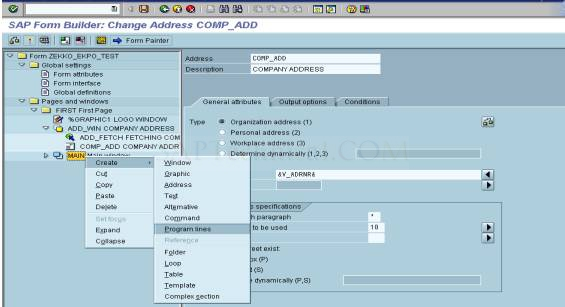 SAP Form Builder: Change Address COMP_ADD
Form Painter
Form ZEKKO_EKPO_TEST
Global settings
Form attributes
Form interface
Global definitions
Pages and windows
FIRST First Page
%GRAPHIC1 LOGO WINDOW
ADD_WIN COMPANY ADDRESS
ADD_FETCH FETCHING COM
COMP_ADD COMPANY ADDR
MAIN Main window
Create
Cut
Copy
Paste
Delete
Set focus
Expand
Collapse
Window
Graphic
Address
Text
Alternative
Command
Program lines
Reference
Folder
Loop
Table
Template
Complex section
Address COMP_ADD
Description COMPANY ADDRESS
General attributes
Output options
Conditions
Type
Organization address (1)
Personal address (2)
Workplace address (3)
Determine dynamically (1,2,3)
&V_ADRNR&
specifications
paragraph *
to be used 10
reet exist:
ox (P)
(S)
dynamically (P,S)